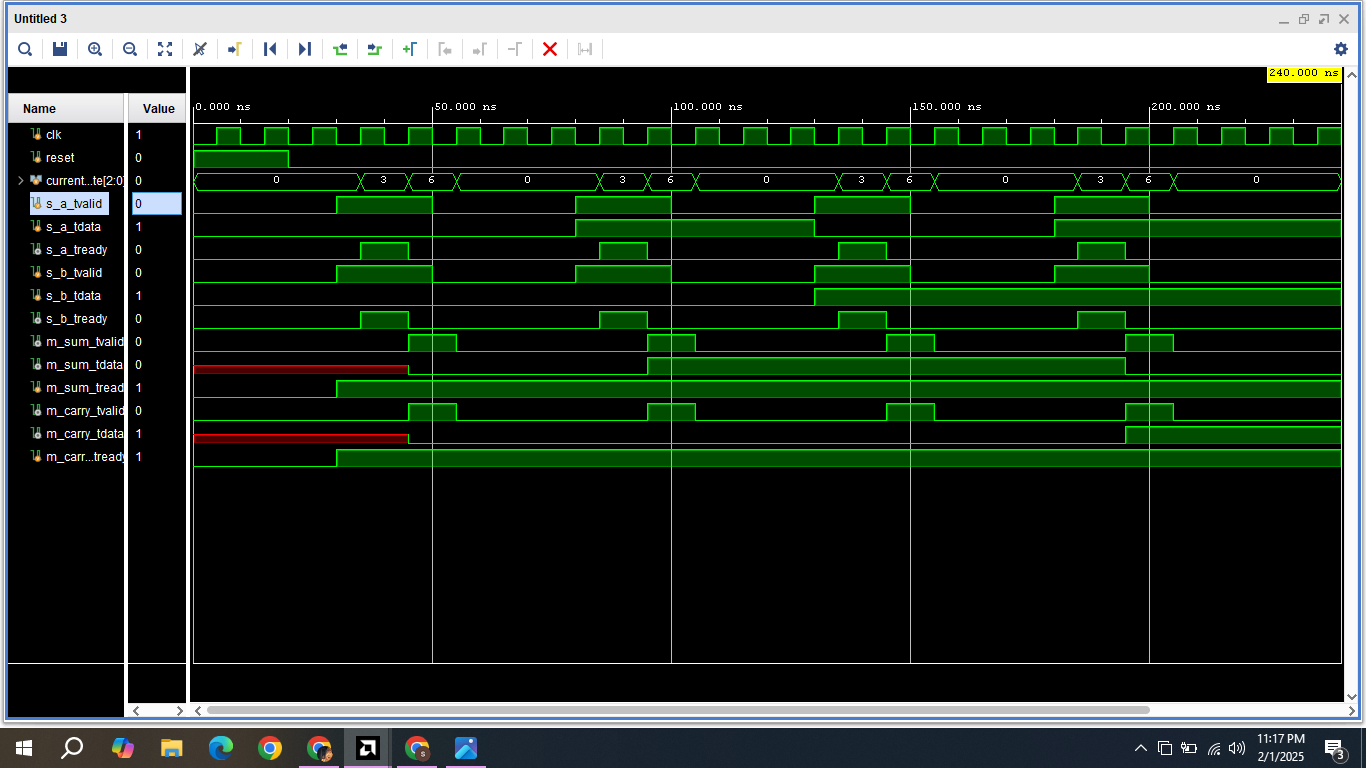 Untitled 3
240.000 ns
Name Value
0.000 ns 50.000 ns 100.000 ns 150.000 ns 200.000 ns
clk 1
reset 0
current...te[2:0] 0 0 3 6 0 3 6 0 3 6 0 3 6 0
s_a_tvalid 0
s_a_tdata 1
s_a_tready 0
s_b_tvalid 0
s_b_tdata 1
s_b_tready 0
m_sum_tvalid 0
m_sum_tdata 0
m_sum_tread 1
m_carry_tvalid 0
m_carry_tdata 1
m_carr...tready 1
11:17 PM
2/1/2025
3